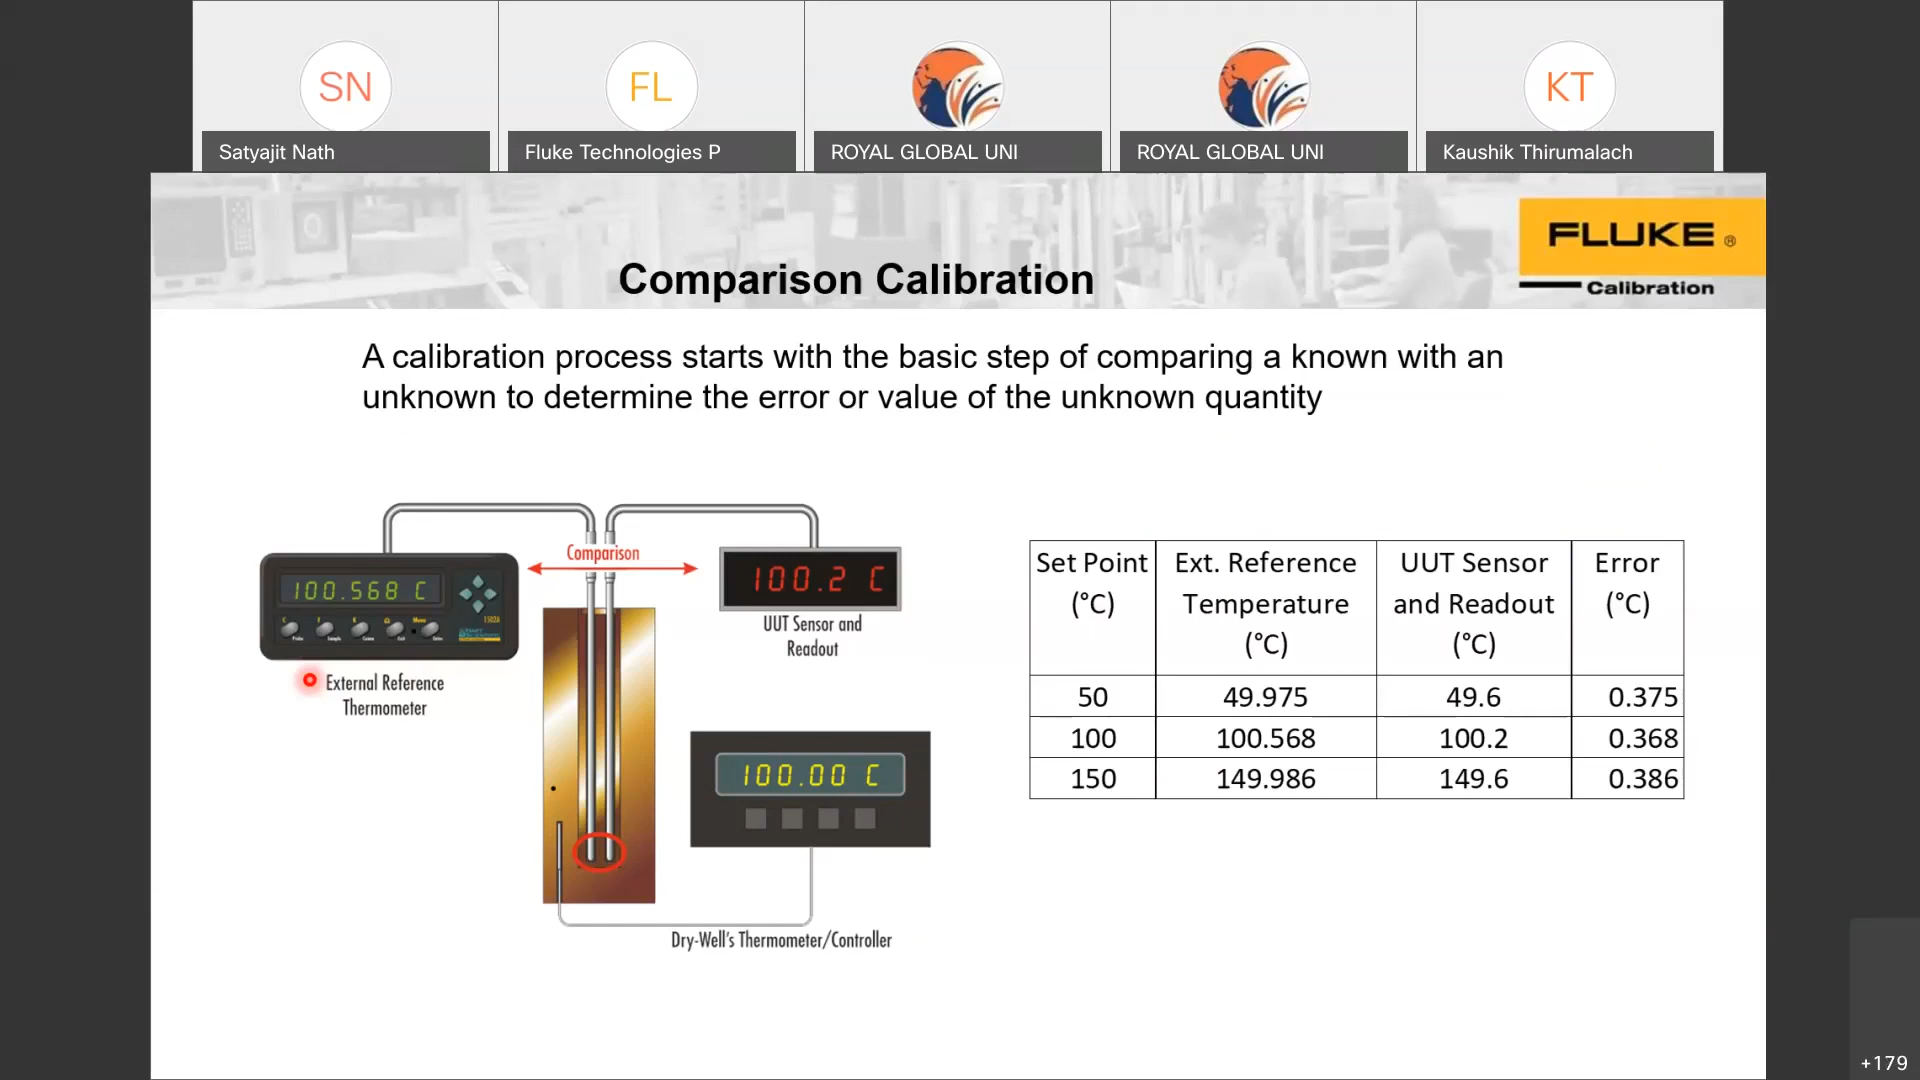 SN
FL
KT
Satyajit Nath
Fluke Technologies P
ROYAL GLOBAL UNI
ROYAL GLOBAL UNI
Kaushik Thirumalach
FLUKE ®
Calibration
Comparison Calibration
A calibration process starts with the basic step of comparing a known with an
unknown to determine the error or value of the unknown quantity
Comparison
100.568 C
1502A
100.2 C
UUT Sensor and
Readout
External Reference
Thermometer
100.00 C
Dry-Well's Thermometer/Controller
Set Point (°C) Ext. Reference Temperature (°C) UUT Sensor and Readout (°C) Error (°C)
50 49.975 49.6 0.375
100 100.568 100.2 0.368
150 149.986 149.6 0.386
+179